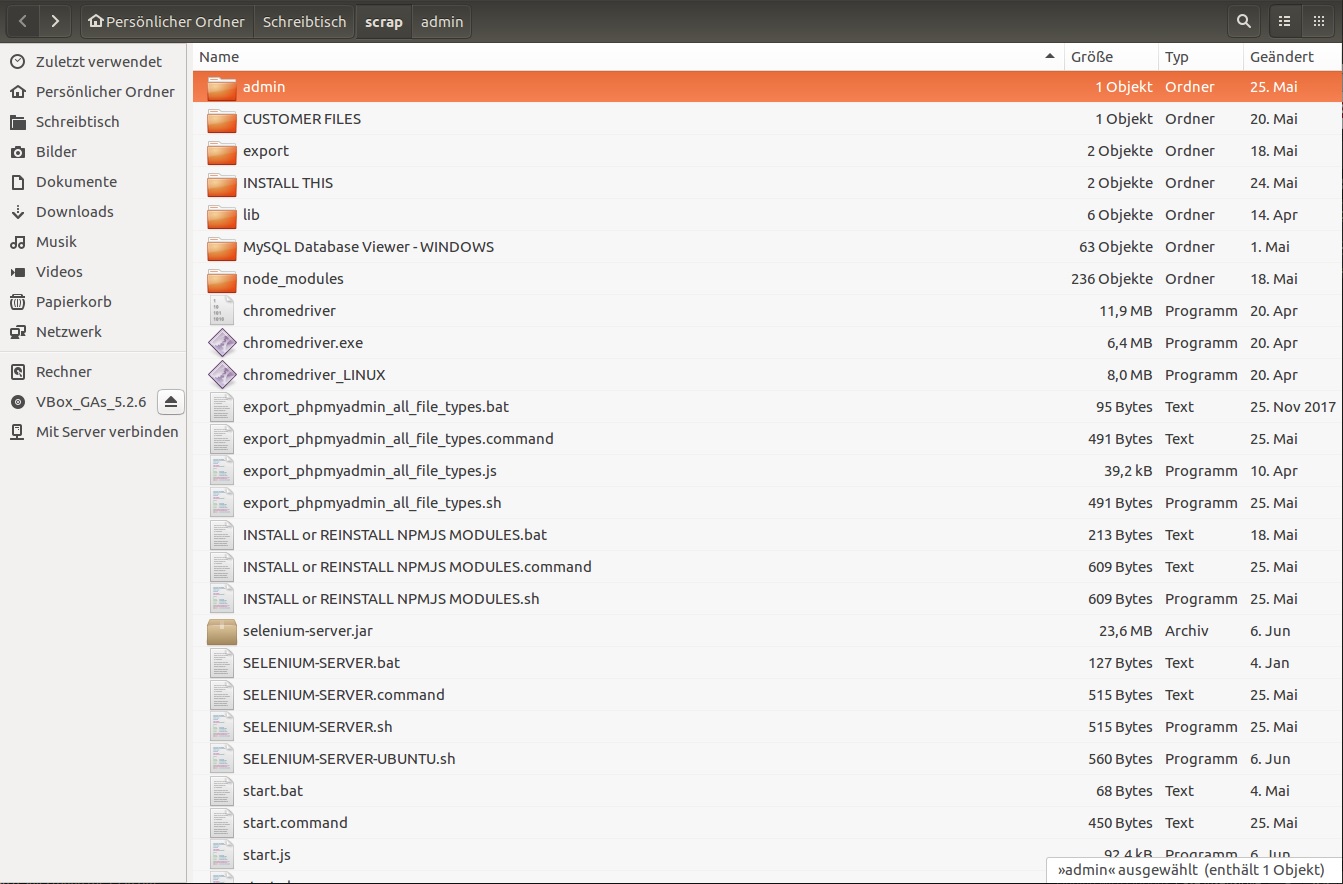 Persönlicher Ordner Schreibtisch scrap admin
Name Größe Typ Geändert
Zuletzt verwendet
Persönlicher Ordner
Schreibtisch
Bilder
Dokumente
Downloads
Musik
Videos
Papierkorb
Netzwerk
Rechner
VBox_GAs_5.2.6
Mit Server verbinden
admin 1 Objekt Ordner 25. Mai
CUSTOMER FILES 1 Objekt Ordner 20. Mai
export 2 Objekte Ordner 18. Mai
INSTALL THIS 2 Objekte Ordner 24. Mai
lib 6 Objekte Ordner 14. Apr
MySQL Database Viewer - WINDOWS 63 Objekte Ordner 1. Mai
node_modules 236 Objekte Ordner 18. Mai
chromedriver 11,9 MB Programm 20. Apr
chromedriver.exe 6,4 MB Programm 20. Apr
chromedriver_LINUX 8,0 MB Programm 20. Apr
export_phpmyadmin_all_file_types.bat 95 Bytes Text 25. Nov 2017
export_phpmyadmin_all_file_types.command 491 Bytes Text 25. Mai
export_phpmyadmin_all_file_types.js 39,2 kB Programm 10. Apr
export_phpmyadmin_all_file_types.sh 491 Bytes Programm 25. Mai
INSTALL or REINSTALL NPMJS MODULES.bat 213 Bytes Text 18. Mai
INSTALL or REINSTALL NPMJS MODULES.command 609 Bytes Text 25. Mai
INSTALL or REINSTALL NPMJS MODULES.sh 609 Bytes Programm 25. Mai
selenium-server.jar 23,6 MB Archiv 6. Jun
SELENIUM-SERVER.bat 127 Bytes Text 4. Jan
SELENIUM-SERVER.command 515 Bytes Text 25. Mai
SELENIUM-SERVER.sh 515 Bytes Programm 25. Mai
SELENIUM-SERVER-UBUNTU.sh 560 Bytes Programm 6. Jun
start.bat 68 Bytes Text 4. Mai
start.command 450 Bytes Text 25. Mai
start.js 92,4 kB Programm 6. Jun
»admin« ausgewählt (enthält 1 Objekt)